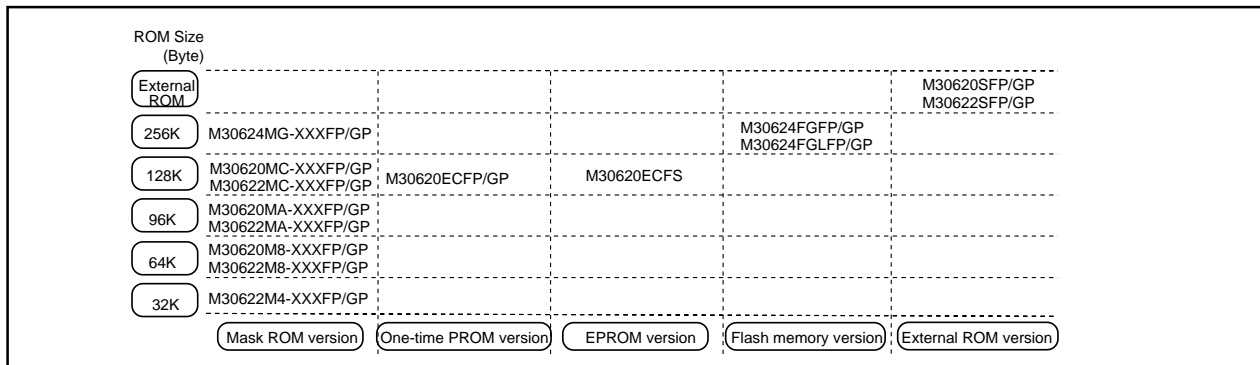 ROM Size
(Byte)
External
ROM
M30620SFP/GP
M30622SFP/GP
256K
M30624MG-XXXFP/GP
M30624FGFP/GP
M30624FGLFP/GP
128K
M30620MC-XXXFP/GP
M30622MC-XXXFP/GP
M30620ECFP/GP
M30620ECFS
96K
M30620MA-XXXFP/GP
M30622MA-XXXFP/GP
64K
M30620M8-XXXFP/GP
M30622M8-XXXFP/GP
32K
M30622M4-XXXFP/GP
Mask ROM version
One-time PROM version
EPROM version
Flash memory version
External ROM version